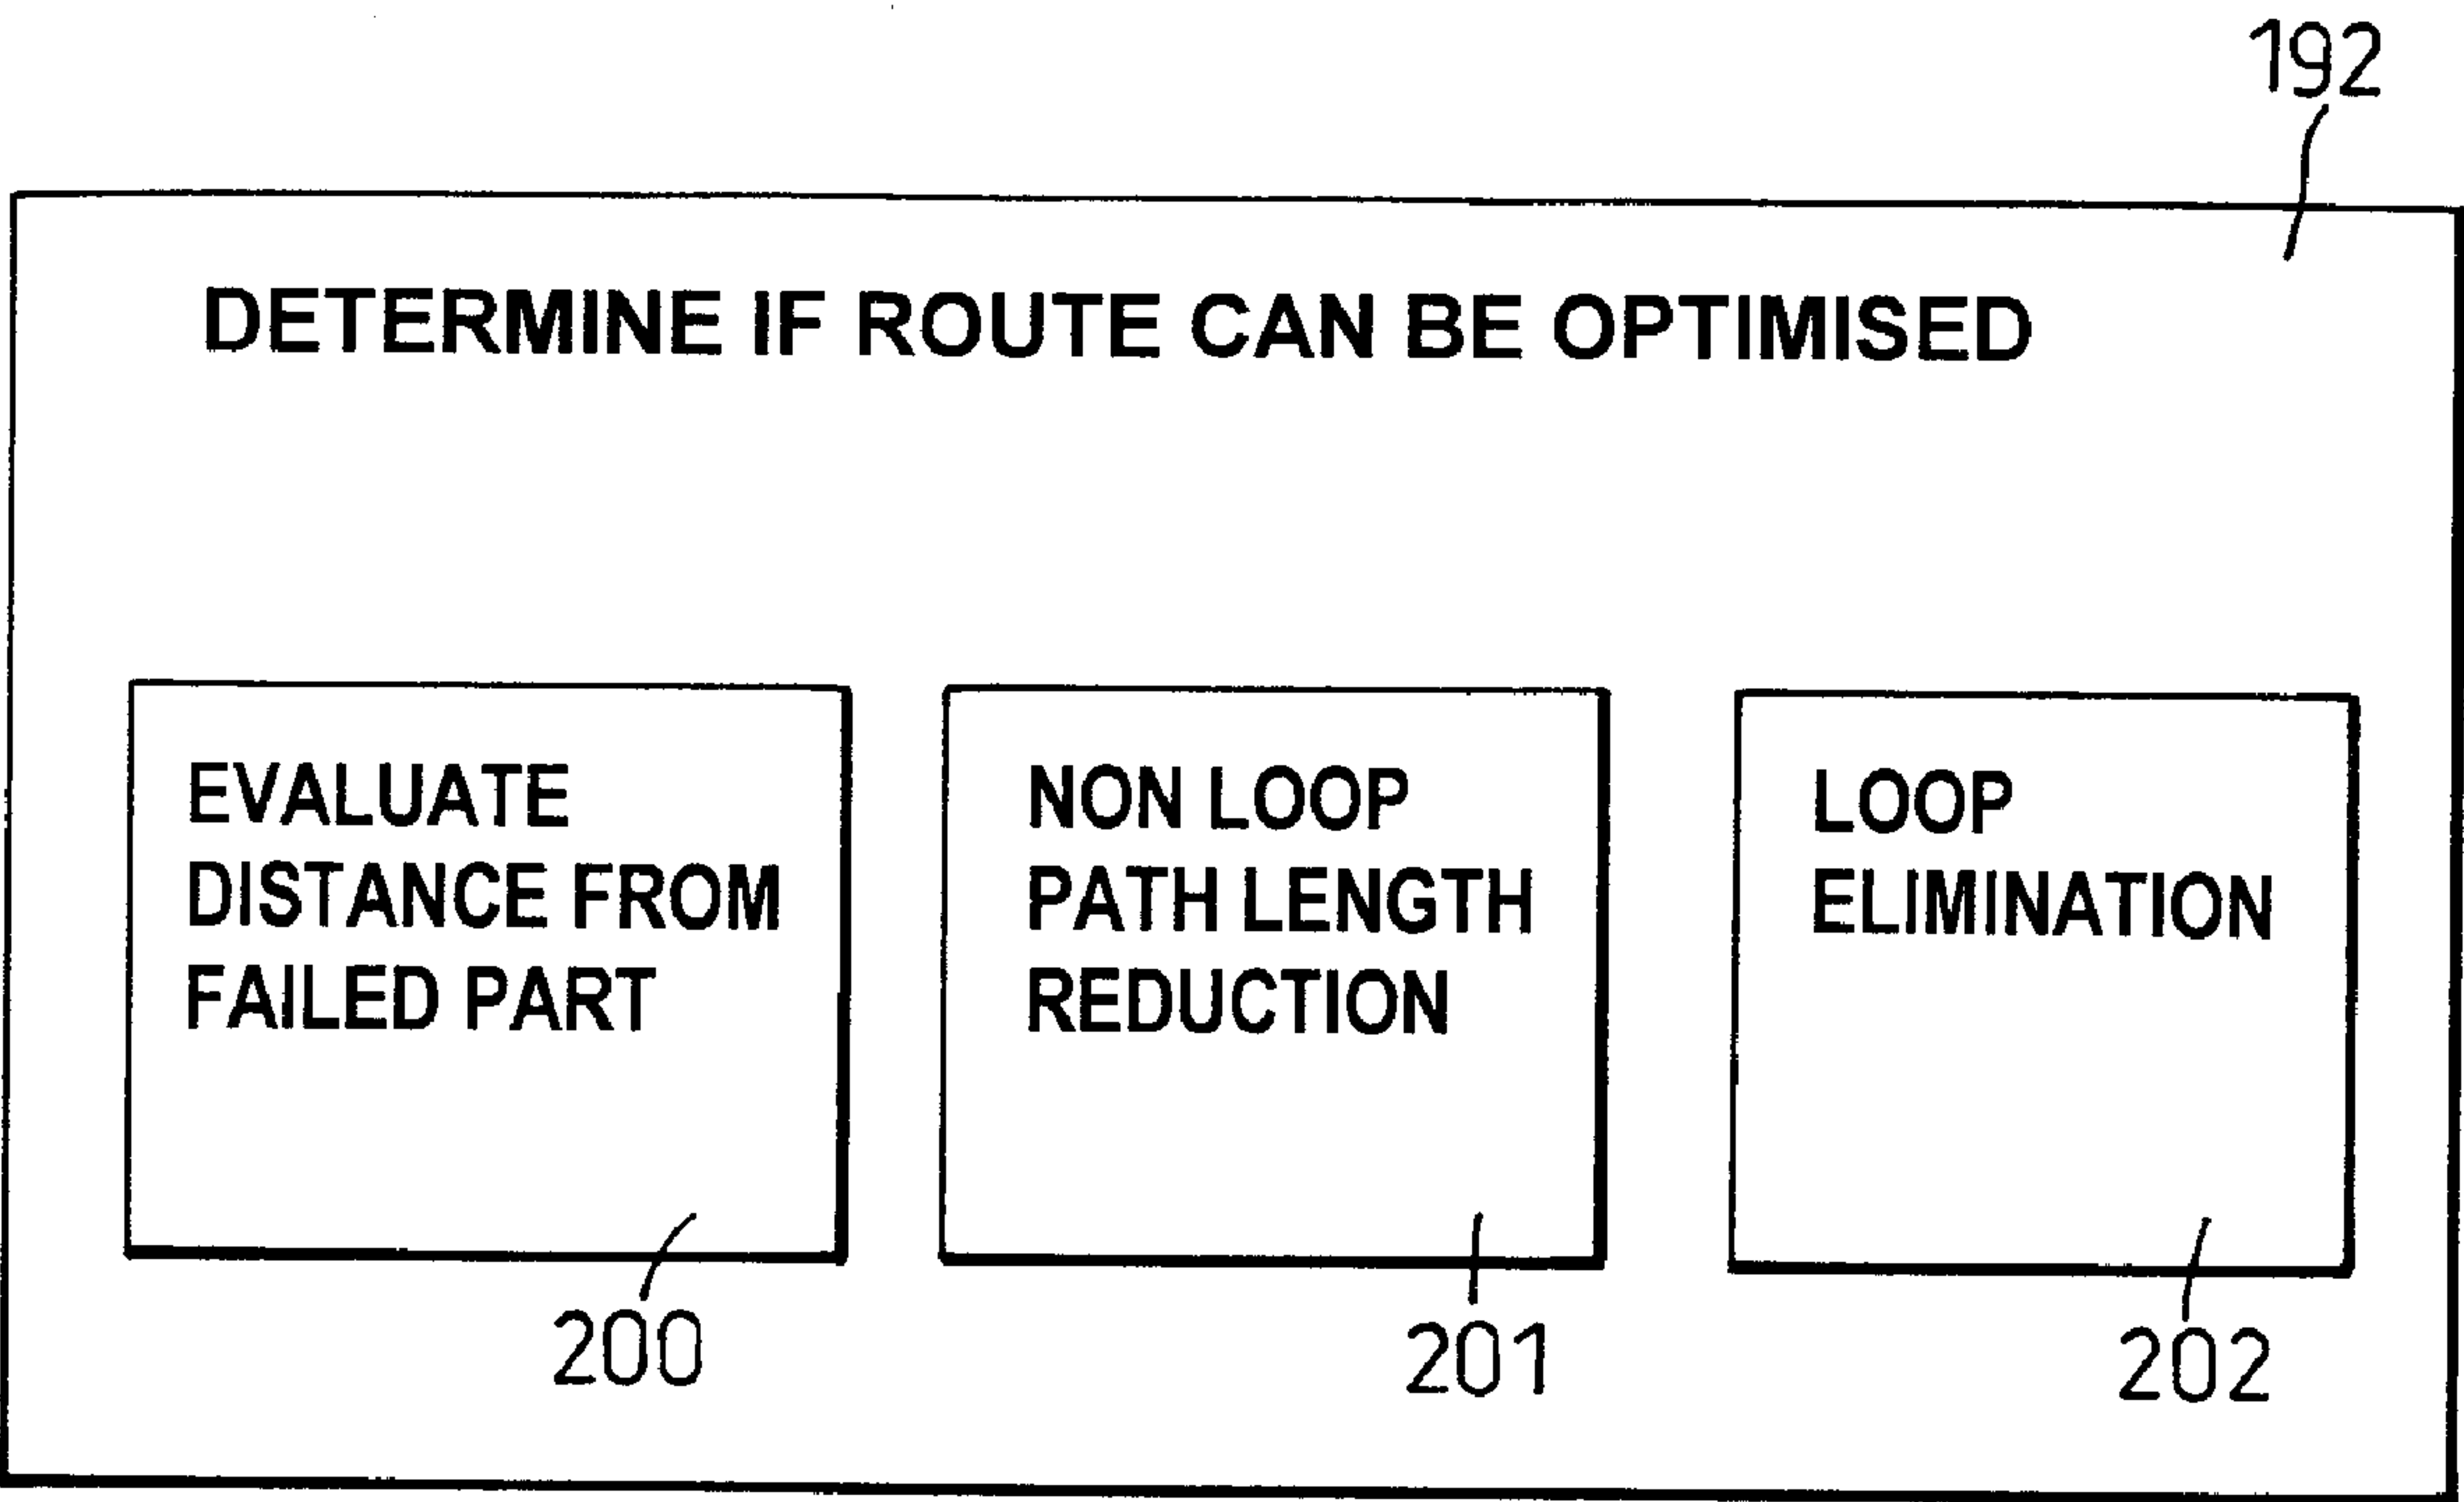 192
DETERMINE IF ROUTE CAN BE OPTIMISED
EVALUATE
DISTANCE FROM
FAILED PART
200
NON LOOP
PATH LENGTH
REDUCTION
201
LOOP
ELIMINATION
202